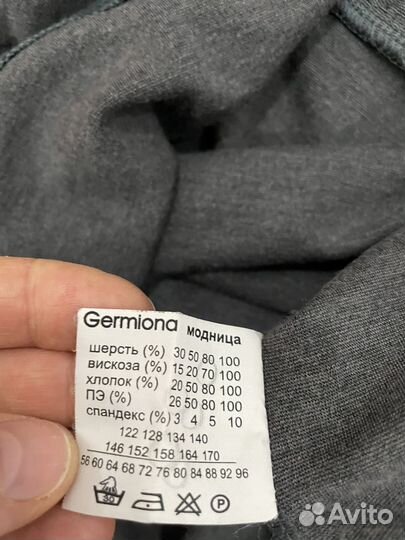 Germiona модница
шерсть (%) 30 50 80 100
вискоза (%) 15 20 70 100
хлопок (%) 20 50 80 100
ПЭ (%) 26 50 80 100
спандекс (%) 3 4 5 10
122 128 134 140
146 152 158 164 170
56 60 64 68 72 76 80 84 88 92 96
30 P
Avito